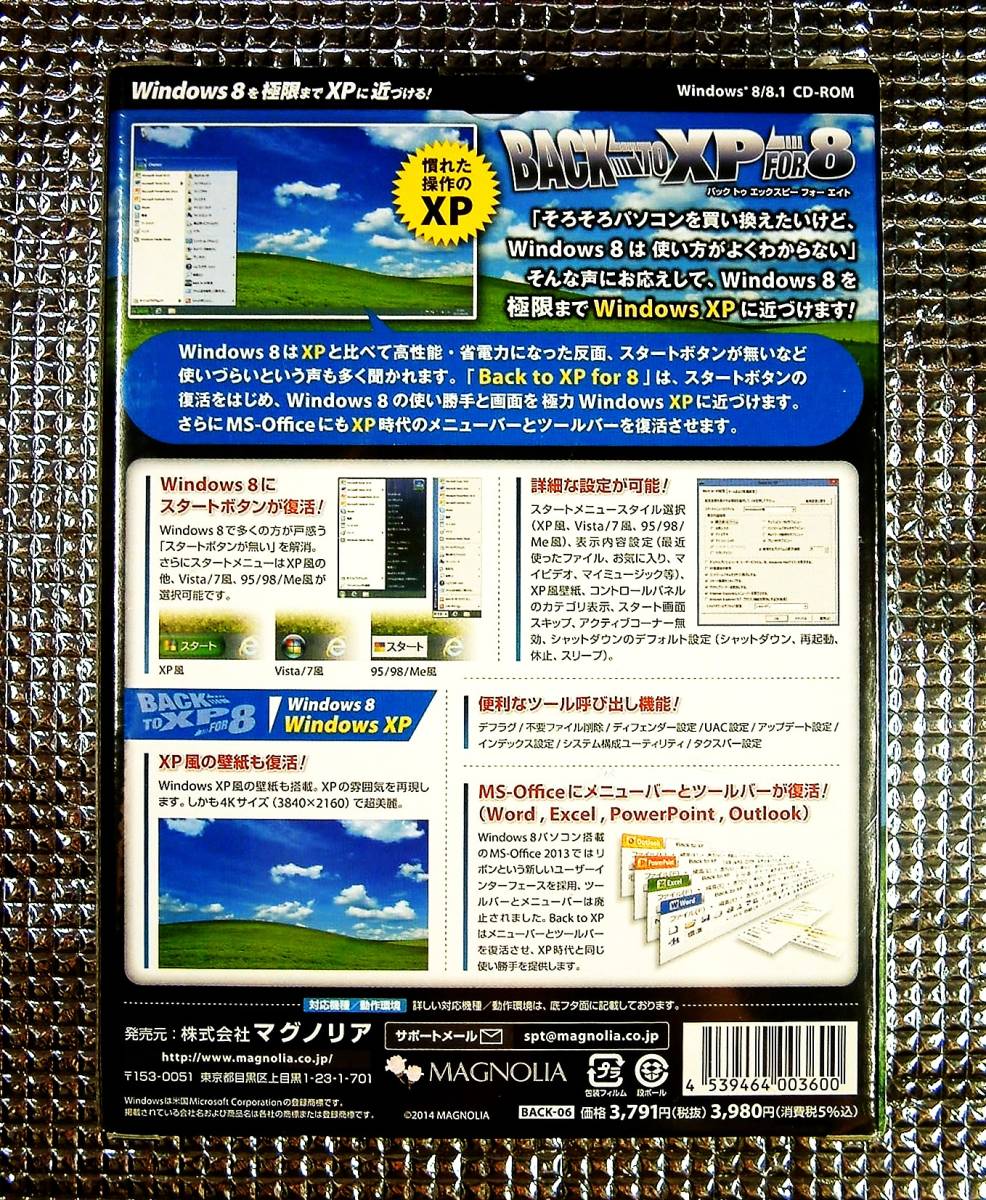 Windows 8を極限までXPに近づける!
Windows® 8/8.1 CD-ROM
慣れた
操作の
XP
BACK TO XP FOR 8
バック トゥ エックスピー フォー エイト
「そろそろパソコンを買い換えたいけど、
Windows 8は 使い方がよくわからない」
そんな声にお応えして、Windows 8を
極限まで Windows XP に近づけます!
Windows 8はXPと比べて高性能・省電力になった反面、スタートボタンが無いなど
使いづらいという声も多く聞かれます。「Back to XP for 8」は、スタートボタンの
復活をはじめ、Windows 8の使い勝手と画面を 極力 Windows XPに近づけます。
さらにMS-OfficeにもXP時代のメニューバーとツールバーを復活させます。
Windows 8に
スタートボタンが復活!
Windows 8で多くの方が戸惑う
「スタートボタンが無い」を解消。
さらにスタートメニューはXP風の
他、Vista/7風、95/98/Me風が
選択可能です。
スタート
スタート
XP風
Vista/7風
95/98/Me風
詳細な設定が可能!
スタートメニュースタイル選択
(XP風、Vista/7風、95/98/
Me風)、表示内容設定(最近
使ったファイル、お気に入り、マ
イビデオ、マイミュージック等)、
XP風壁紙、コントロールパネル
のカテゴリ表示、スタート画面
スキップ、アクティブコーナー無
効、シャットダウンのデフォルト設定(シャットダウン、再起動、
休止、スリープ)。
BACK
TO XP FOR 8
Windows 8
Windows XP
XP風の壁紙も復活!
Windows XP風の壁紙も搭載。XPの雰囲気を再現し
ます。しかも4Kサイズ(3840×2160)で超美麗。
便利なツール呼び出し機能!
デフラグ/不要ファイル削除/ディフェンダー設定/UAC設定/アップデート設定/
インデックス設定/システム構成ユーティリティ/タクスバー設定
MS-Officeにメニューバーとツールバーが復活!
(Word , Excel , PowerPoint , Outlook)
Windows 8パソコン搭載
のMS-Office 2013ではリ
ボンという新しいユーザーイ
ンターフェースを採用、ツー
ルバーとメニューバーは廃
止されました。Back to XP
はメニューバーとツールバー
を復活させ、XP時代と同じ
使い勝手を提供します。
Outlook
PowerPoint
Excel
Word
対応機種/動作環境 詳しい対応機種/動作環境は、底フタ面に記載しております。
発売元:株式会社マグノリア
サポートメール spt@magnolia.co.jp
http://www.magnolia.co.jp/
〒153-0051 東京都目黒区上目黒1-23-1-701
MAGNOLIA
プラ
包装フィルム
段ボール
4 539464 003600
Windowsは米国Microsoft Corporationの登録商標です。
掲載されている会社名および商品名は各社の商標または登録商標です。
©2014 MAGNOLIA
BACK-06 価格 3,791円(税抜) 3,980円(消費税5%込)